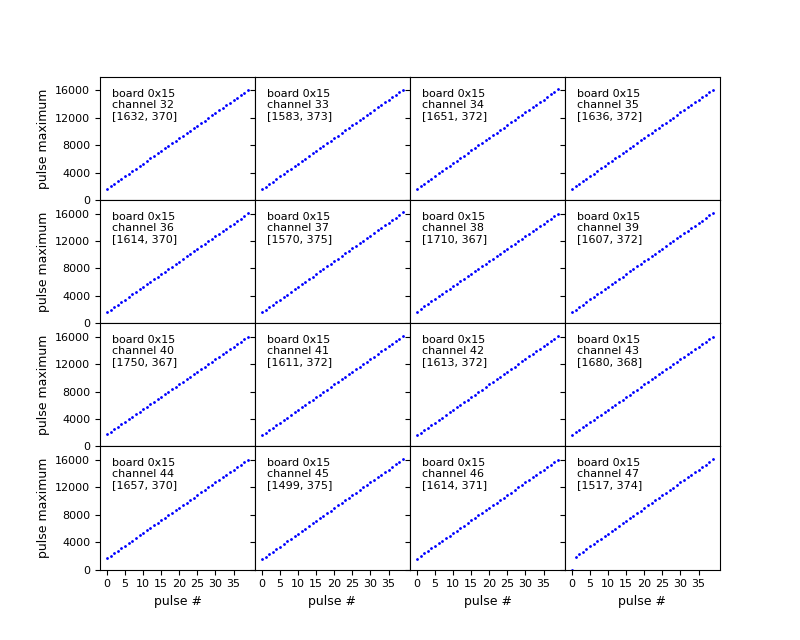 pulse maximum
16000
12000
8000
4000
0
board 0x15
channel 32
[1632, 370]
board 0x15
channel 33
[1583, 373]
board 0x15
channel 34
[1651, 372]
board 0x15
channel 35
[1636, 372]
pulse maximum
16000
12000
8000
4000
0
board 0x15
channel 36
[1614, 370]
board 0x15
channel 37
[1570, 375]
board 0x15
channel 38
[1710, 367]
board 0x15
channel 39
[1607, 372]
pulse maximum
16000
12000
8000
4000
0
board 0x15
channel 40
[1750, 367]
board 0x15
channel 41
[1611, 372]
board 0x15
channel 42
[1613, 372]
board 0x15
channel 43
[1680, 368]
pulse maximum
16000
12000
8000
4000
0
board 0x15
channel 44
[1657, 370]
board 0x15
channel 45
[1499, 375]
board 0x15
channel 46
[1614, 371]
board 0x15
channel 47
[1517, 374]
0 5 10 15 20 25 30 35
0 5 10 15 20 25 30 35
0 5 10 15 20 25 30 35
0 5 10 15 20 25 30 35
pulse #
pulse #
pulse #
pulse #